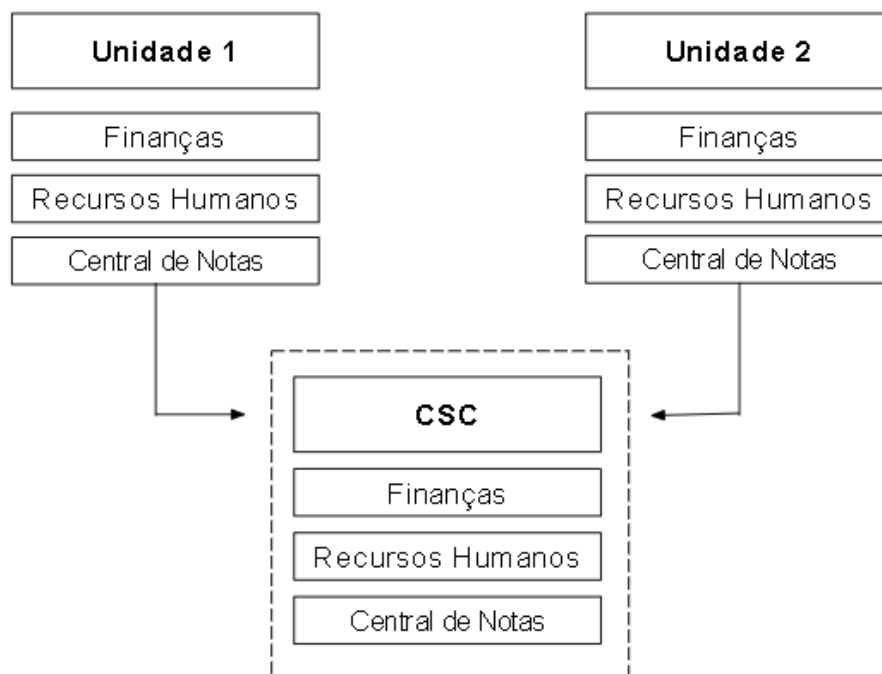 Unidade 1
Finanças
Recursos Humanos
Central de Notas
Unidade 2
Finanças
Recursos Humanos
Central de Notas
CSC
Finanças
Recursos Humanos
Central de Notas